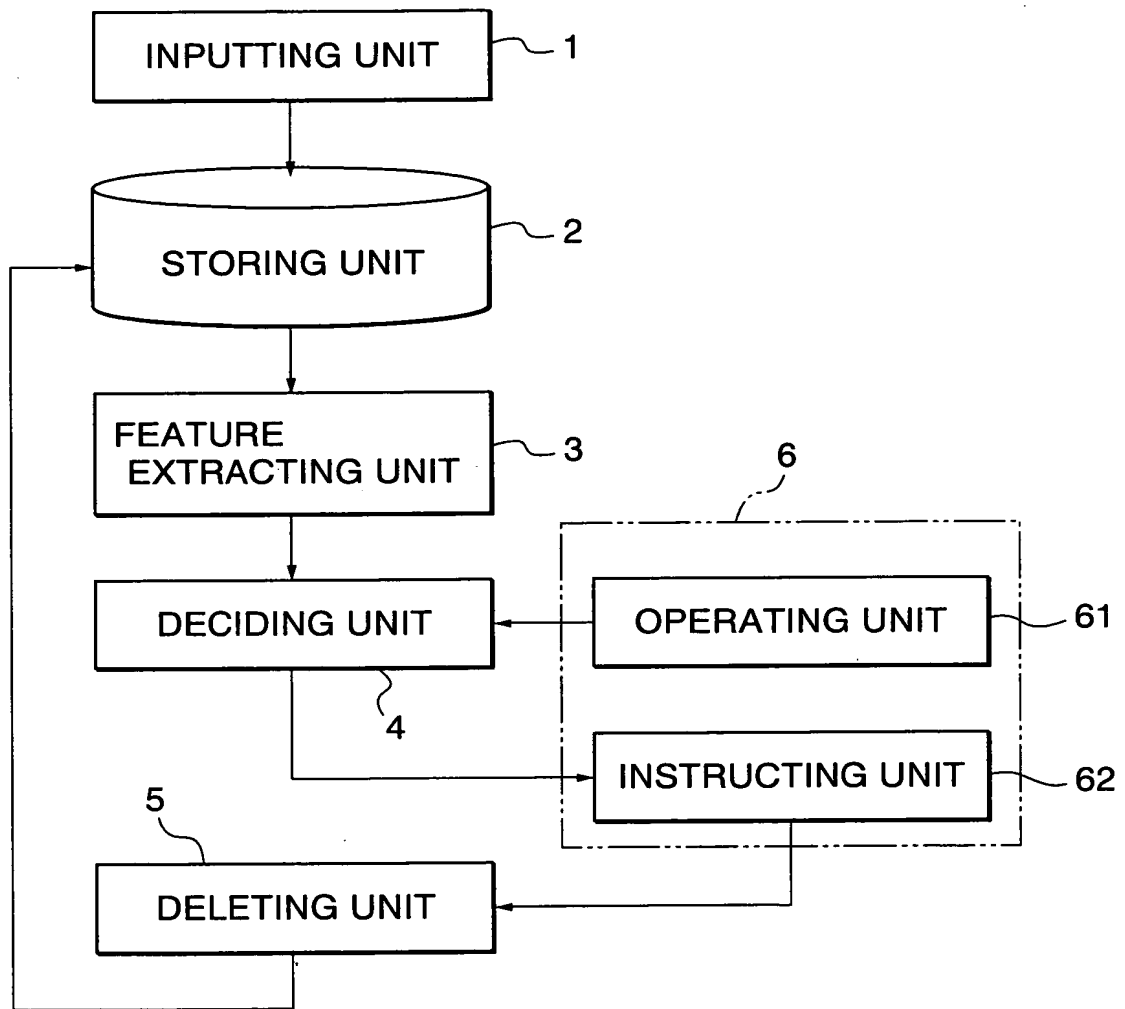 INPUTTING UNIT
1
STORING UNIT
2
FEATURE
EXTRACTING UNIT
3
6
DECIDING UNIT
4
OPERATING UNIT
61
INSTRUCTING UNIT
62
5
DELETING UNIT